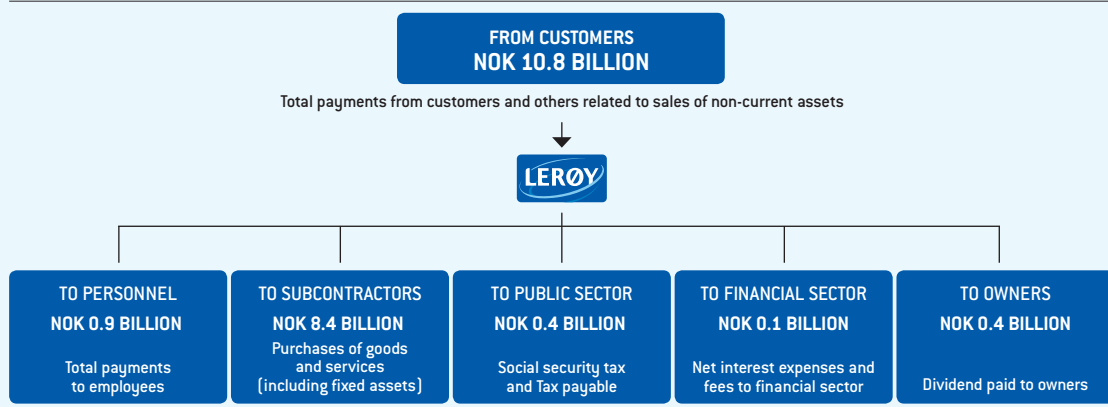 FROM CUSTOMERS
NOK 10.8 BILLION
Total payments from customers and others related to sales of non-current assets
LERØY
TO PERSONNEL
NOK 0.9 BILLION
Total payments
to employees
TO SUBCONTRACTORS
NOK 8.4 BILLION
Purchases of goods
and services
(including fixed assets)
TO PUBLIC SECTOR
NOK 0.4 BILLION
Social security tax
and Tax payable
TO FINANCIAL SECTOR
NOK 0.1 BILLION
Net interest expenses and
fees to financial sector
TO OWNERS
NOK 0.4 BILLION
Dividend paid to owners